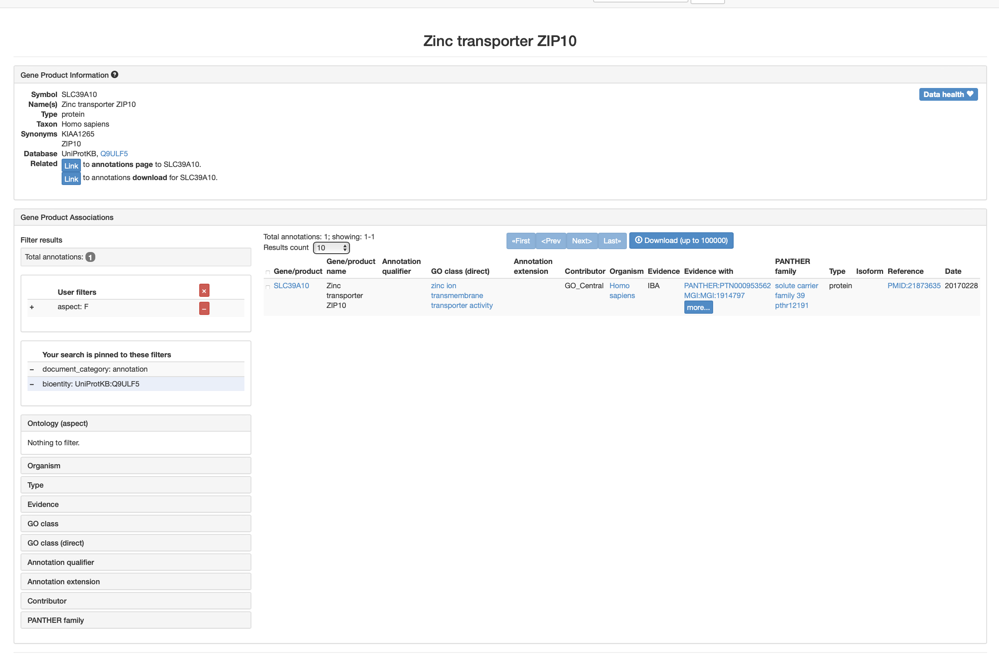 Zinc transporter ZIP10
Gene Product Information ?
Symbol SLC39A10
Data health
Name(s) Zinc transporter ZIP10
Type protein
Taxon Homo sapiens
Synonyms KIAA1265
ZIP10
Database UniProtKB, Q9ULF5
Related Link to annotations page to SLC39A10.
Link to annotations download for SLC39A10.
Gene Product Associations
Filter results
Total annotations: 1
User filters ×
+ aspect: F –
Your search is pinned to these filters
– document_category: annotation
– bioentity: UniProtKB:Q9ULF5
Ontology (aspect)
Nothing to filter.
Organism
Type
Evidence
GO class
GO class (direct)
Annotation qualifier
Annotation extension
Contributor
PANTHER family
Total annotations: 1; showing: 1-1
Results count 10
«First <Prev Next> Last» Download (up to 100000)
Gene/product Annotation Annotation PANTHER
Gene/product name qualifier GO class (direct) extension Contributor Organism Evidence Evidence with family Type Isoform Reference Date
SLC39A10 Zinc zinc ion GO_Central Homo IBA PANTHER:PTN000953562 solute carrier protein PMID:21873635 20170228
transporter transmembrane sapiens MGI:MGI:1914797 family 39
ZIP10 transporter activity more... pthr12191